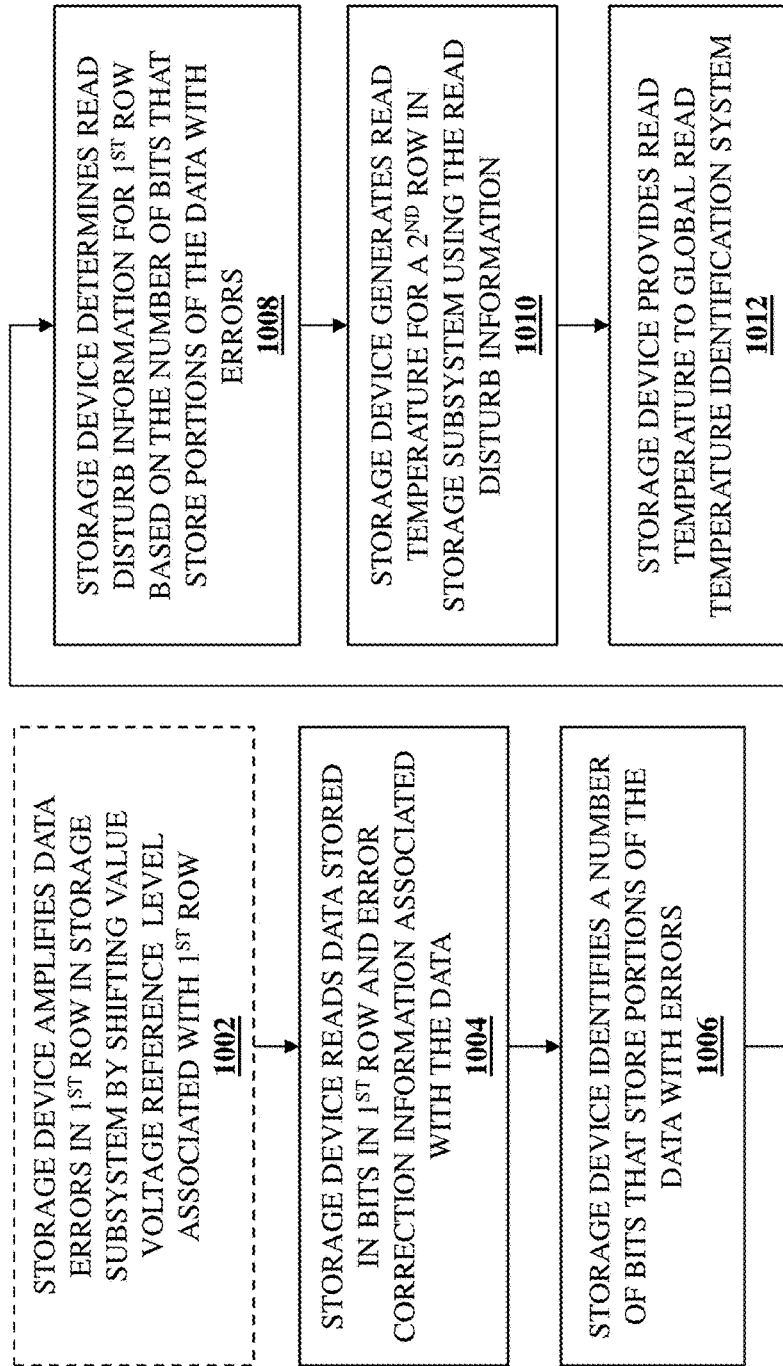 STORAGE DEVICE AMPLIFIES DATA
ERRORS IN 1ST ROW IN STORAGE
SUBSYSTEM BY SHIFTING VALUE
VOLTAGE REFERENCE LEVEL
ASSOCIATED WITH 1ST ROW
1002
STORAGE DEVICE READS DATA STORED
IN BITS IN 1ST ROW AND ERROR
CORRECTION INFORMATION ASSOCIATED
WITH THE DATA
1004
STORAGE DEVICE IDENTIFIES A NUMBER
OF BITS THAT STORE PORTIONS OF THE
DATA WITH ERRORS
1006
STORAGE DEVICE DETERMINES READ
DISTURB INFORMATION FOR 1ST ROW
BASED ON THE NUMBER OF BITS THAT
STORE PORTIONS OF THE DATA WITH
ERRORS
1008
STORAGE DEVICE GENERATES READ
TEMPERATURE FOR A 2ND ROW IN
STORAGE SUBSYSTEM USING THE READ
DISTURB INFORMATION
1010
STORAGE DEVICE PROVIDES READ
TEMPERATURE TO GLOBAL READ
TEMPERATURE IDENTIFICATION SYSTEM
1012